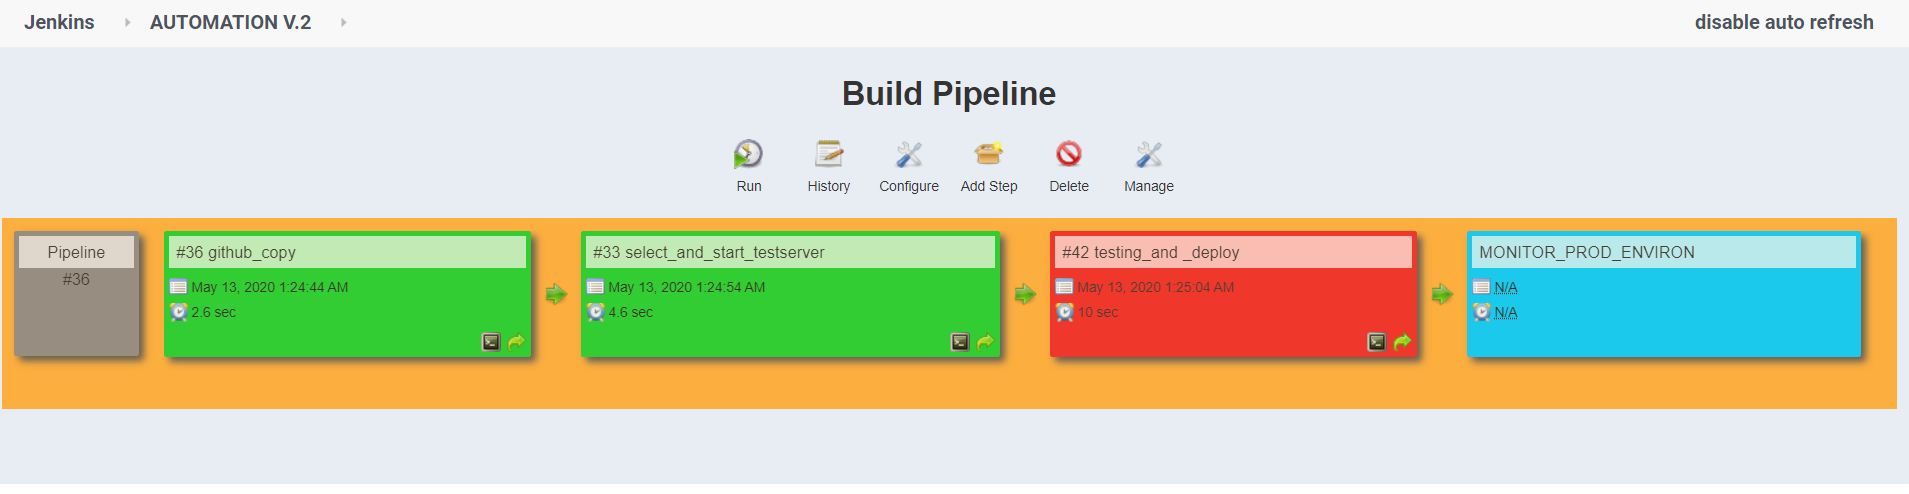 Jenkins AUTOMATION V.2 disable auto refresh
Build Pipeline
Run History Configure Add Step Delete Manage
Pipeline
#36
#36 github_copy
May 13, 2020 1:24:44 AM
2.6 sec
#33 select_and_start_testserver
May 13, 2020 1:24:54 AM
4.6 sec
#42 testing_and _deploy
May 13, 2020 1:25:04 AM
10 sec
MONITOR_PROD_ENVIRON
N/A
N/A